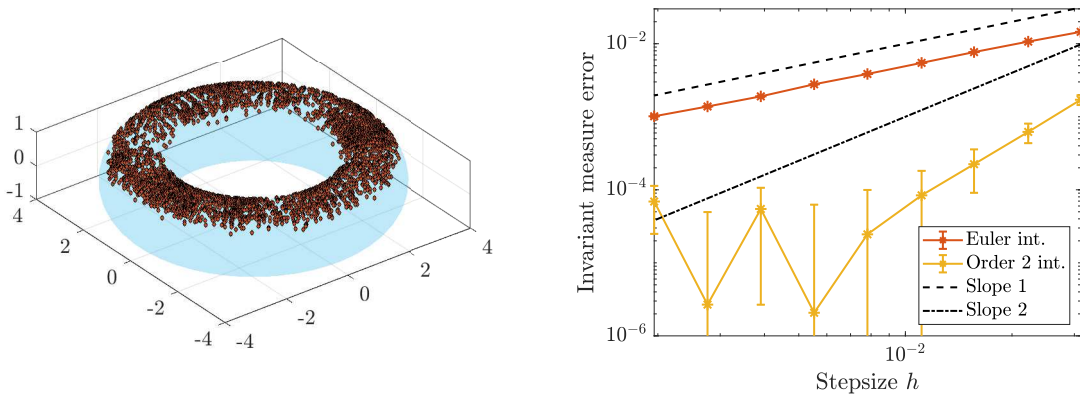 1
0
-1
4
2
0
-2
-4
-4
-2
0
2
4
Invariant measure error
10^-2
10^-4
10^-6
10^-2
Stepsize h
Euler int.
Order 2 int.
Slope 1
Slope 2